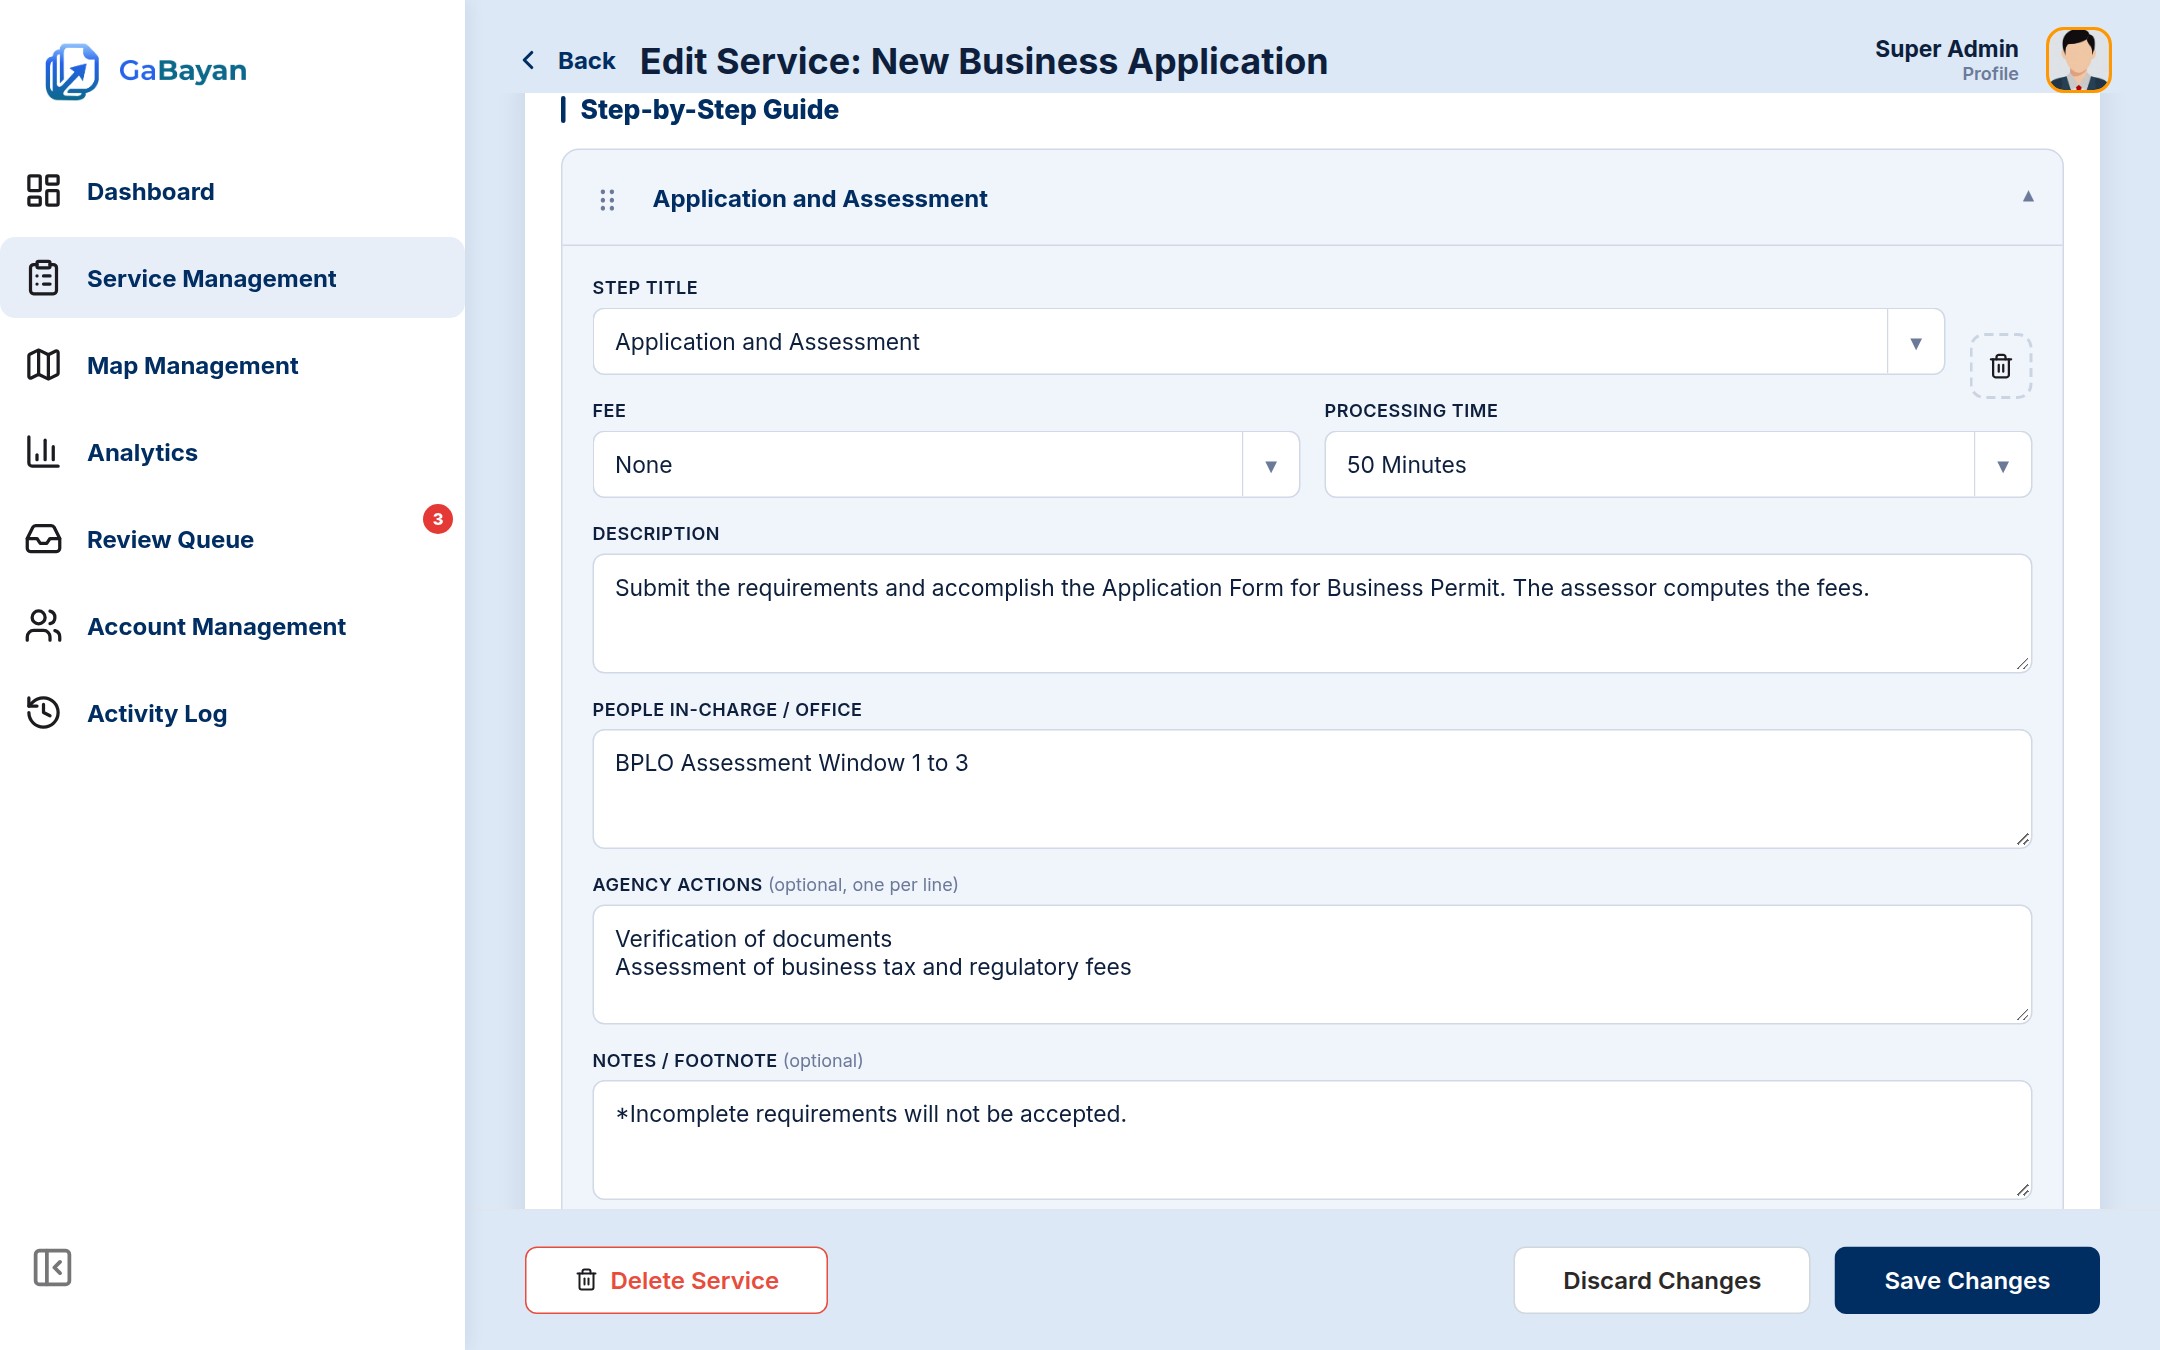 GaBayan
Dashboard
Service Management
Map Management
Analytics
Review Queue
3
Account Management
Activity Log
Back
Edit Service: New Business Application
Super Admin
Profile
Step-by-Step Guide
Application and Assessment
STEP TITLE
Application and Assessment
FEE
PROCESSING TIME
None
50 Minutes
DESCRIPTION
Submit the requirements and accomplish the Application Form for Business Permit. The assessor computes the fees.
PEOPLE IN-CHARGE / OFFICE
BPLO Assessment Window 1 to 3
AGENCY ACTIONS (optional, one per line)
Verification of documents
Assessment of business tax and regulatory fees
NOTES / FOOTNOTE (optional)
*Incomplete requirements will not be accepted.
Delete Service
Discard Changes
Save Changes